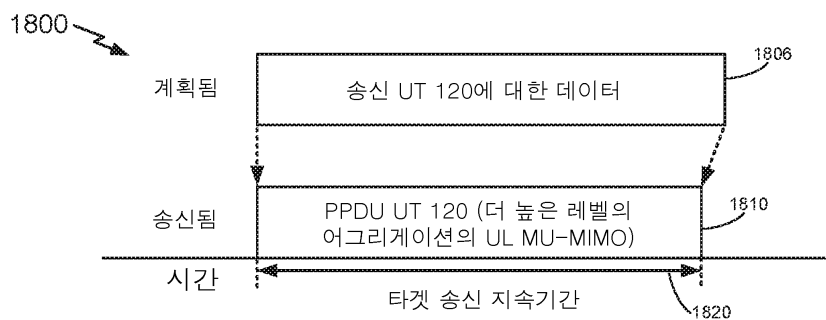 1800
1806
계획됨
송신 UT 120에 대한 데이터
송신됨
PPDU UT 120 (더 높은 레벨의
어그리게이션의 UL MU-MIMO)
1810
시간
타겟 송신 지속기간
1820